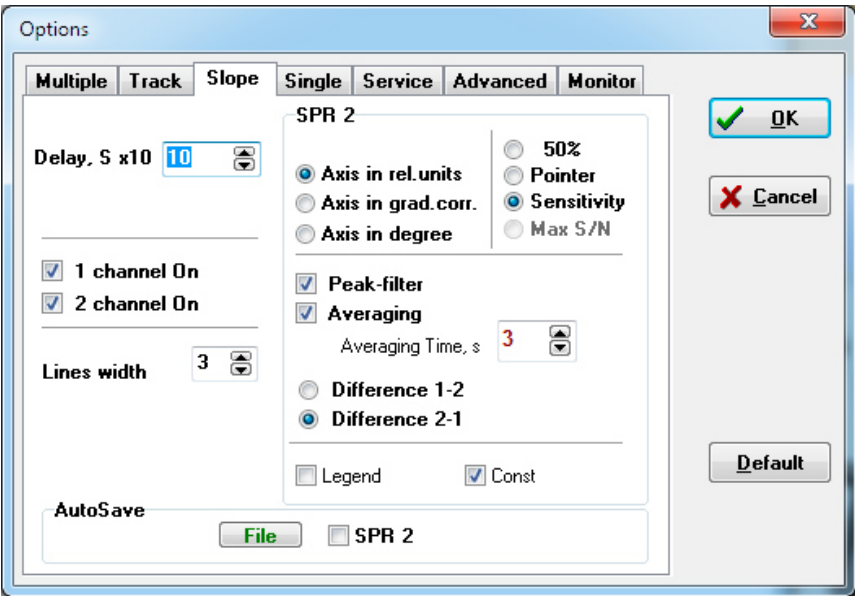 Options
Multiple Track Slope Single Service Advanced Monitor
Delay, S x10 10
1 channel On
2 channel On
Lines width 3
SPR 2
Axis in rel.units
Axis in grad.corr.
Axis in degree
50%
Pointer
Sensitivity
Max S/N
Peak-filter
Averaging
Averaging Time, s 3
Difference 1-2
Difference 2-1
Legend Const
AutoSave
File SPR 2
OK
Cancel
Default